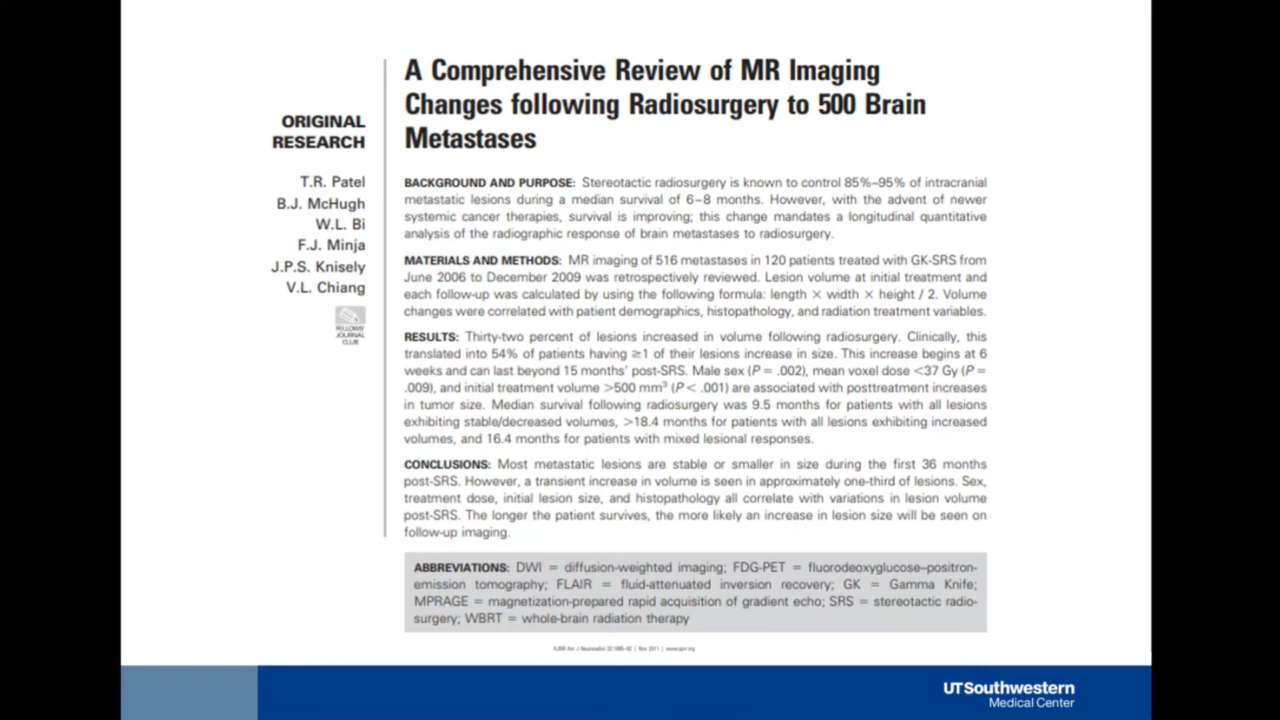 A Comprehensive Review of MR Imaging
Changes following Radiosurgery to 500 Brain
Metastases
ORIGINAL
RESEARCH
T.R. Patel
B.J. McHugh
W.L. Bi
F.J. Minja
J.P.S. Knisely
V.L. Chiang
FELLOWS'
JOURNAL
CLUB
BACKGROUND AND PURPOSE: Stereotactic radiosurgery is known to control 85%–95% of intracranial
metastatic lesions during a median survival of 6–8 months. However, with the advent of newer
systemic cancer therapies, survival is improving; this change mandates a longitudinal quantitative
analysis of the radiographic response of brain metastases to radiosurgery.
MATERIALS AND METHODS: MR imaging of 516 metastases in 120 patients treated with GK-SRS from
June 2006 to December 2009 was retrospectively reviewed. Lesion volume at initial treatment and
each follow-up was calculated by using the following formula: length × width × height / 2. Volume
changes were correlated with patient demographics, histopathology, and radiation treatment variables.
RESULTS: Thirty-two percent of lesions increased in volume following radiosurgery. Clinically, this
translated into 54% of patients having ≥1 of their lesions increase in size. This increase begins at 6
weeks and can last beyond 15 months' post-SRS. Male sex (P = .002), mean voxel dose <37 Gy (P =
.009), and initial treatment volume >500 mm³ (P < .001) are associated with posttreatment increases
in tumor size. Median survival following radiosurgery was 9.5 months for patients with all lesions
exhibiting stable/decreased volumes, >18.4 months for patients with all lesions exhibiting increased
volumes, and 16.4 months for patients with mixed lesional responses.
CONCLUSIONS: Most metastatic lesions are stable or smaller in size during the first 36 months
post-SRS. However, a transient increase in volume is seen in approximately one-third of lesions. Sex,
treatment dose, initial lesion size, and histopathology all correlate with variations in lesion volume
post-SRS. The longer the patient survives, the more likely an increase in lesion size will be seen on
follow-up imaging.
ABBREVIATIONS: DWI = diffusion-weighted imaging; FDG-PET = fluorodeoxyglucose–positron-
emission tomography; FLAIR = fluid-attenuated inversion recovery; GK = Gamma Knife;
MPRAGE = magnetization-prepared rapid acquisition of gradient echo; SRS = stereotactic radio-
surgery; WBRT = whole-brain radiation therapy
AJNR Am J Neuroradiol 32:1885–92 | Nov 2011 | www.ajnr.org
UTSouthwestern
Medical Center